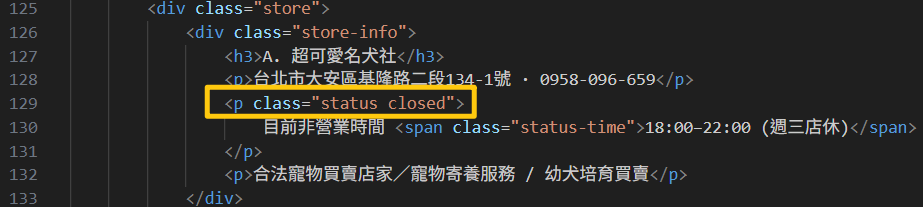 125 <div class="store">
126 <div class="store-info">
127 <h3>A. 超可愛名犬社</h3>
128 <p>台北市大安區基隆路二段134-1號 · 0958-096-659</p>
129 <p class="status closed">
130 目前非營業時間 <span class="status-time">18:00–22:00 (週三店休)</span>
131 </p>
132 <p>合法寵物買賣店家／寵物寄養服務 / 幼犬培育買賣</p>
133 </div>